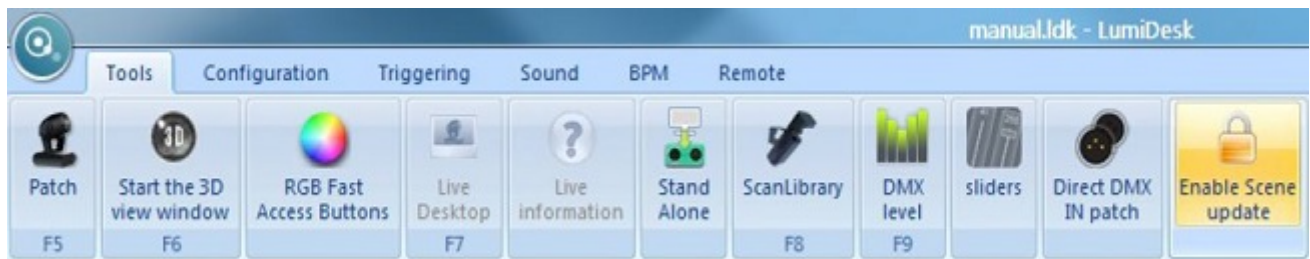 manual.ldk - LumiDesk
Tools Configuration Triggering Sound BPM Remote
3D
Patch
F5
Start the 3D
view window
F6
RGB Fast
Access Buttons
Live
Desktop
F7
Live
information
Stand
Alone
ScanLibrary
F8
DMX
level
F9
sliders
Direct DMX
IN patch
Enable Scene
update